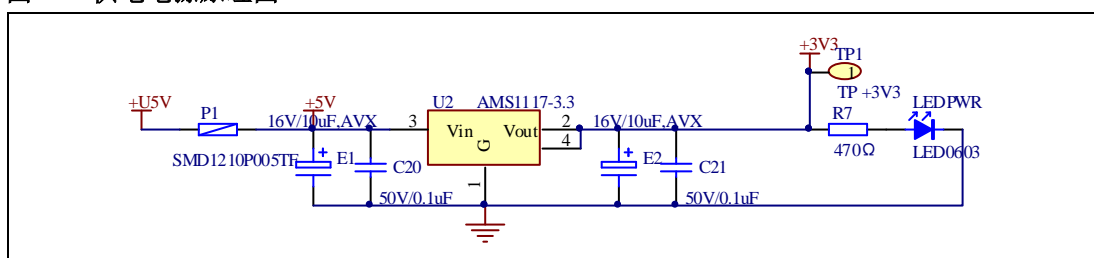 +3V3
TP1
1
TP +3V3
+U5V
P1
+5V
16V/10uF,AVX
U2
AMS1117-3.3
3
Vin
Vout
G
2
4
1
16V/10uF,AVX
R7
470Ω
LEDPWR
LED0603
SMD1210P005TF
E1
C20
50V/0.1uF
E2
C21
50V/0.1uF